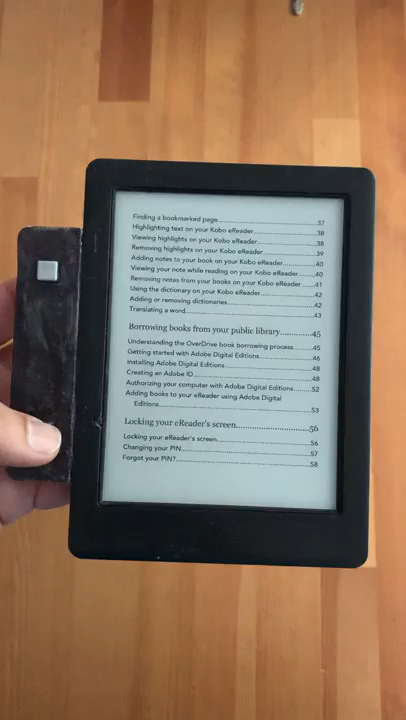 Finding a bookmarked page..................................37
Highlighting text on your Kobo eReader..................................38
Viewing highlights on your Kobo eReader..................................38
Removing highlights on your Kobo eReader..................................39
Adding notes to your book on your Kobo eReader..................................40
Viewing your note while reading on your Kobo eReader..................................40
Removing notes from your books on your Kobo eReader..................................41
Using the dictionary on your Kobo eReader..................................42
Adding or removing dictionaries..................................42
Translating a word..................................43
Borrowing books from your public library............45
Understanding the OverDrive book borrowing process............45
Getting started with Adobe Digital Editions..................................46
Installing Adobe Digital Editions..................................48
Creating an Adobe ID..................................48
Authorizing your computer with Adobe Digital Editions............52
Adding books to your eReader using Adobe Digital
Editions..................................53
Locking your eReader's screen..................................56
Locking your eReader's screen..................................56
Changing your PIN..................................57
Forgot your PIN?..................................58